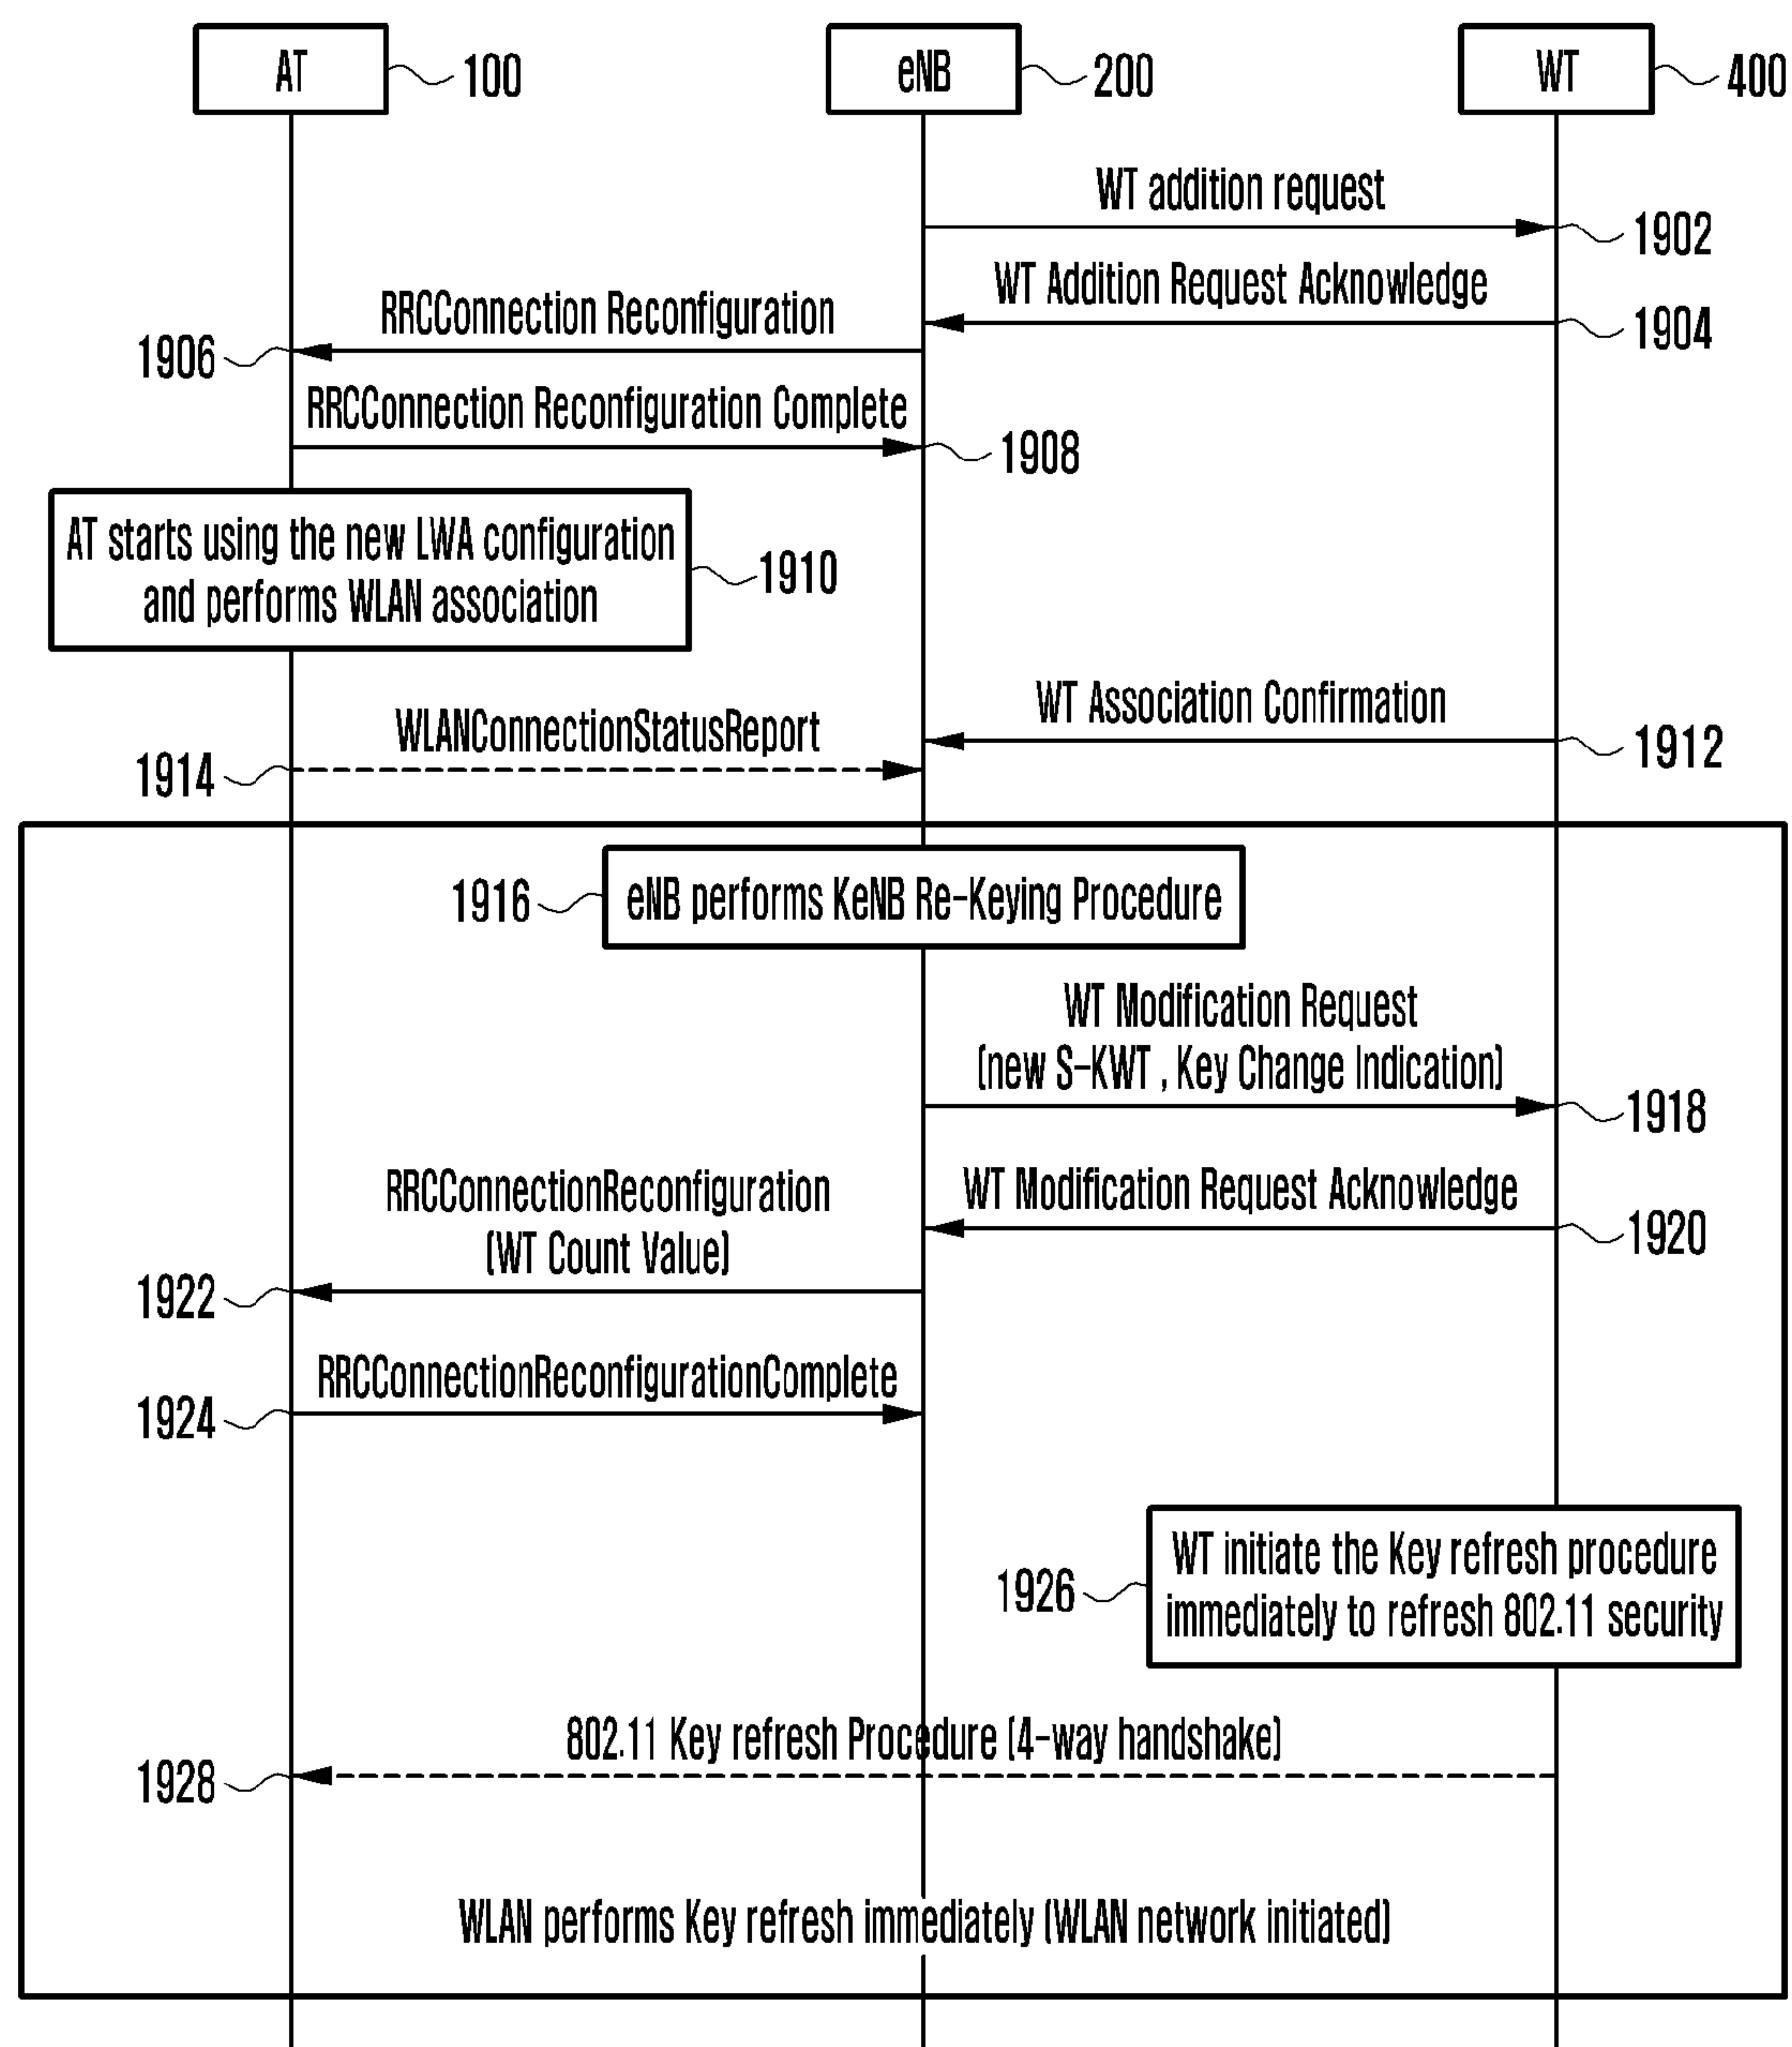 AT
100
eNB
200
WT
400
WT addition request
1902
WT Addition Request Acknowledge
1904
RRCConnection Reconfiguration
1906
RRCConnection Reconfiguration Complete
1908
AT starts using the new LWA configuration
and performs WLAN association
1910
WT Association Confirmation
1912
WLANConnectionStatusReport
1914
1916
eNB performs KeNB Re-Keying Procedure
WT Modification Request
(new S-KWT , Key Change Indication)
1918
WT Modification Request Acknowledge
1920
RRCConnectionReconfiguration
(WT Count Value)
1922
RRCConnectionReconfigurationComplete
1924
WT initiate the Key refresh procedure
immediately to refresh 802.11 security
1926
802.11 Key refresh Procedure (4-way handshake)
1928
WLAN performs Key refresh immediately (WLAN network initiated)